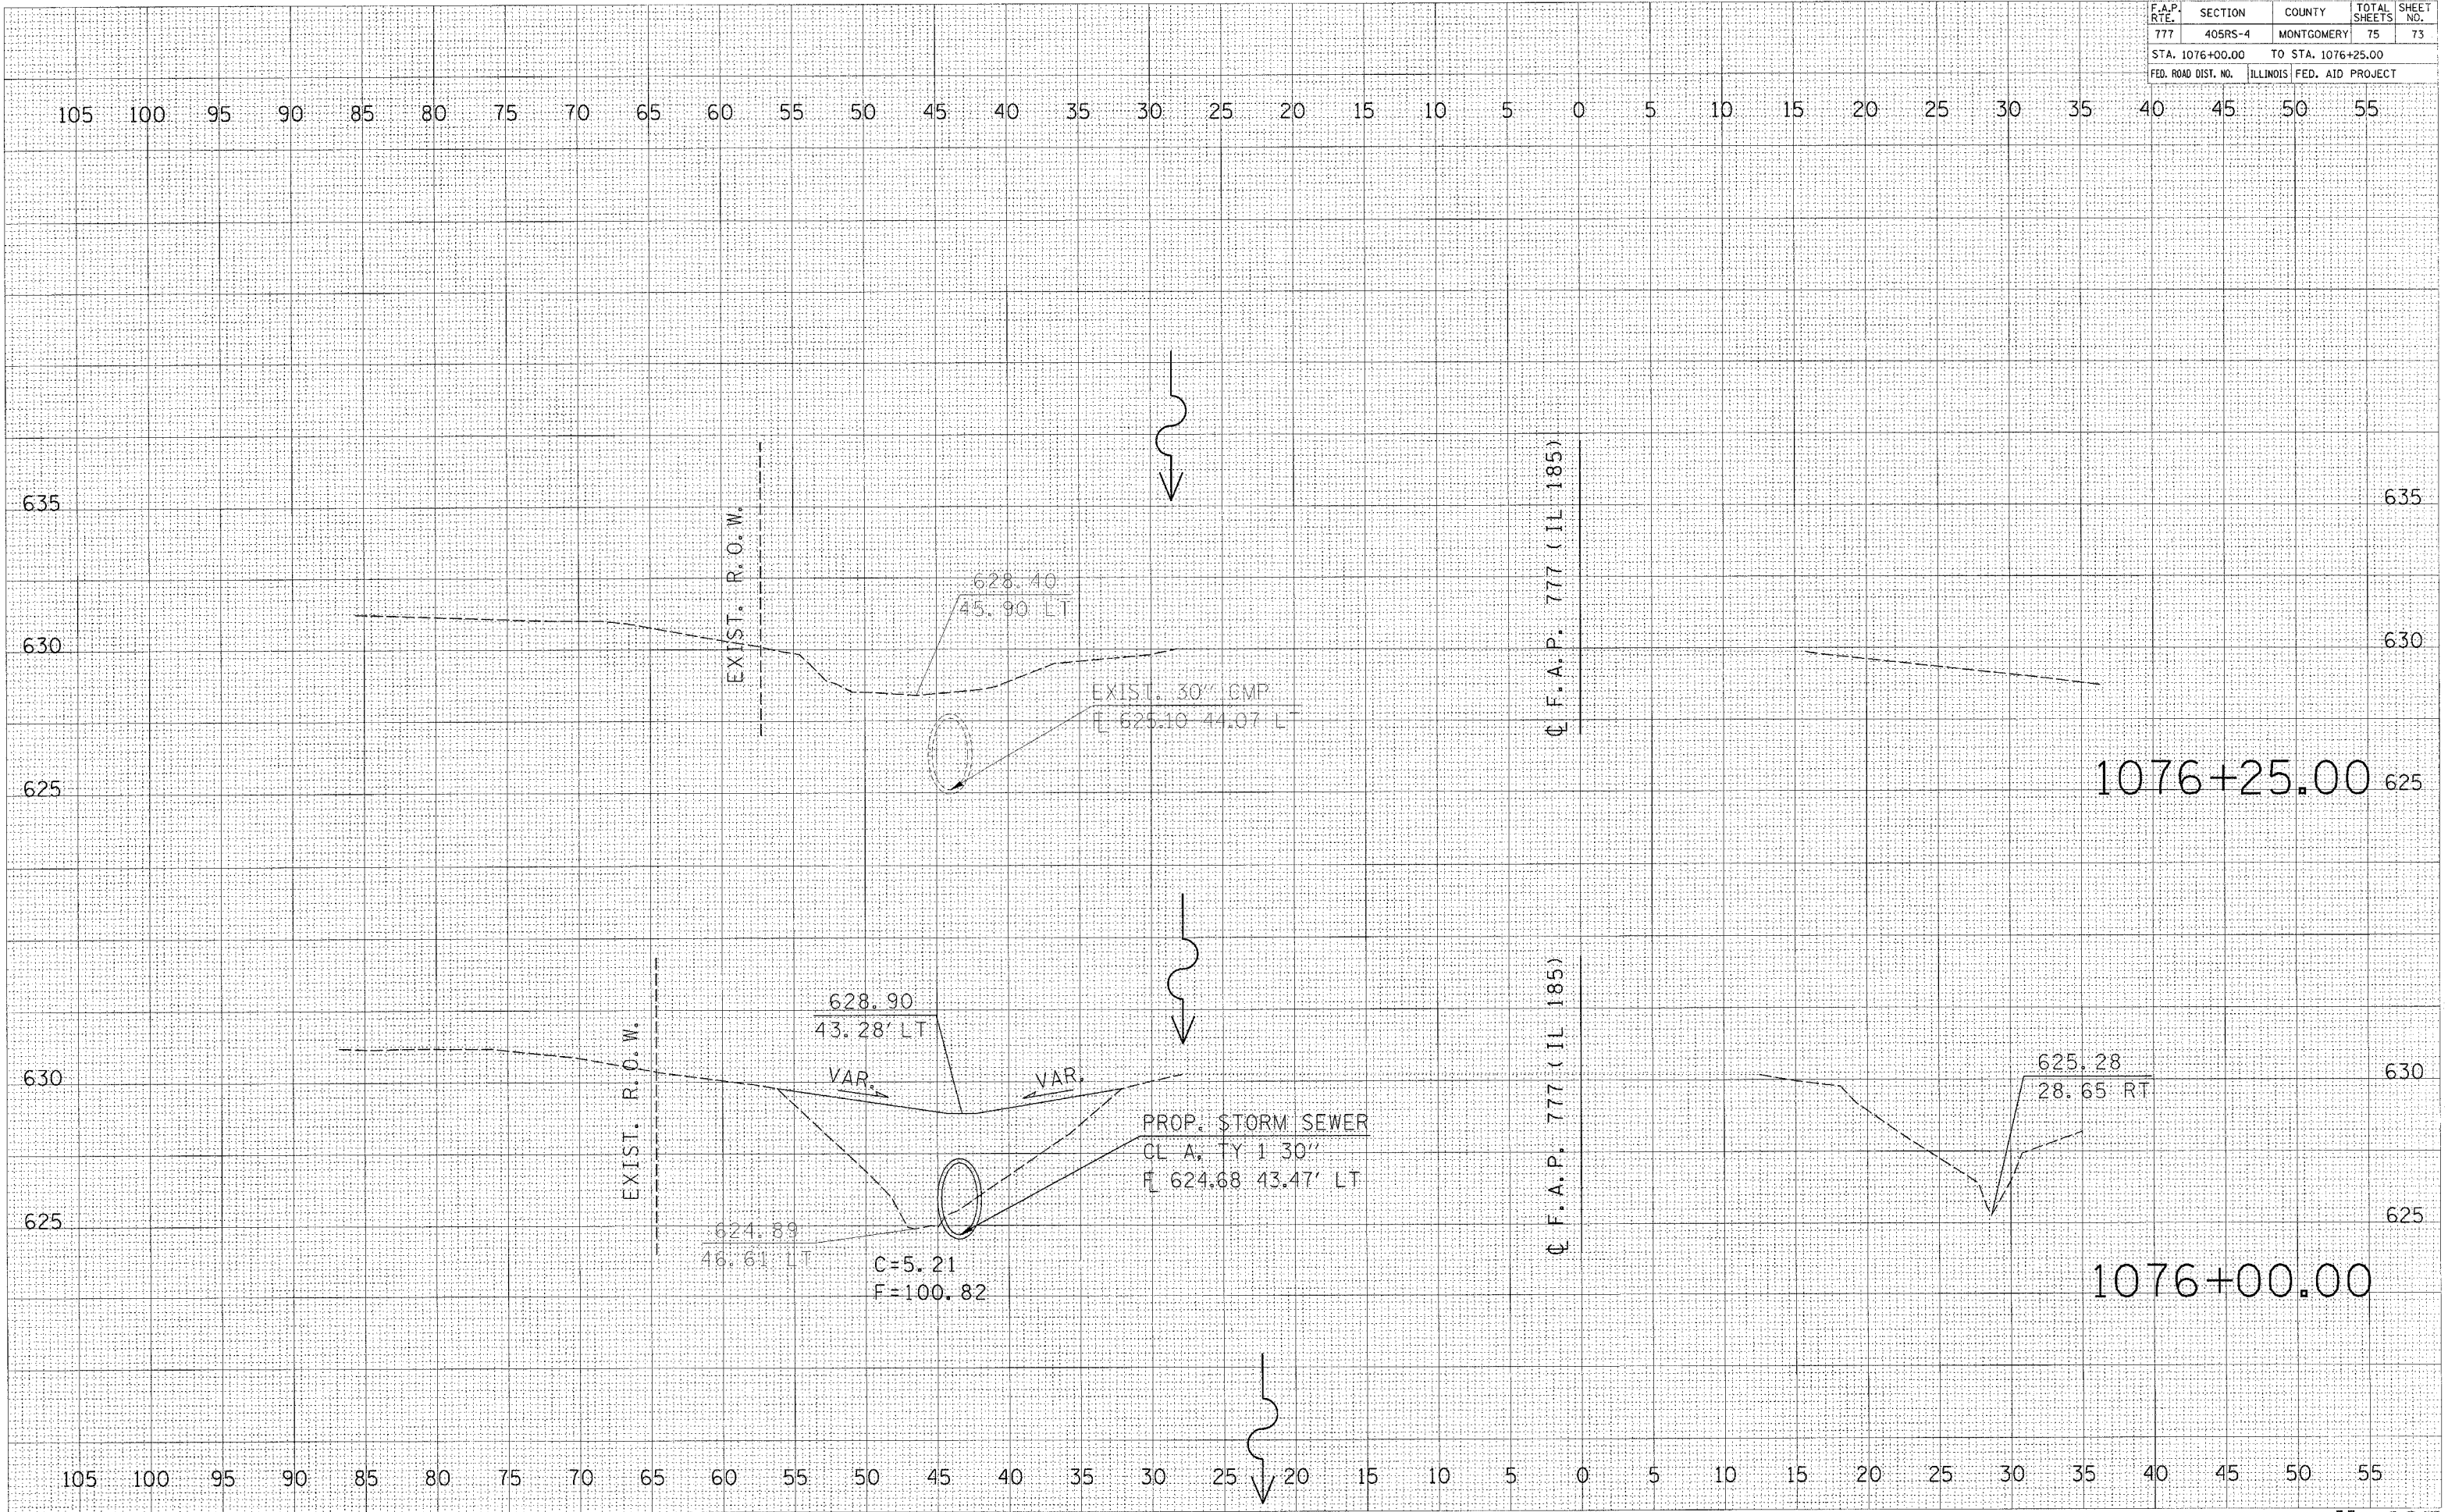 F.A.P. RTE. SECTION COUNTY TOTAL SHEETS SHEET NO.
777 405RS-4 MONTGOMERY 75 73
STA. 1076+00.00 TO STA. 1076+25.00
FED. ROAD DIST. NO. ILLINOIS FED. AID PROJECT
105 100 95 90 85 80 75 70 65 60 55 50 45 40 35 30 25 20 15 10 5 0 5 10 15 20 25 30 35 40 45 50 55
635 635
EXIST. R.O.W.
℄ F.A.P. 777 (IL 185)
628.40
45.90 LT
630 630
EXIST. 30" CMP
FL 625.10 44.07 LT
625 1076+25.00 625
EXIST. R.O.W.
℄ F.A.P. 777 (IL 185)
628.90
43.28' LT
630 VAR. VAR. 630
625.28
28.65 RT
PROP. STORM SEWER
CL A, TY 1 30"
FL 624.68 43.47' LT
625 625
624.89
46.61 LT
C=5.21
F=100.82
1076+00.00
105 100 95 90 85 80 75 70 65 60 55 50 45 40 35 30 25 20 15 10 5 0 5 10 15 20 25 30 35 40 45 50 55